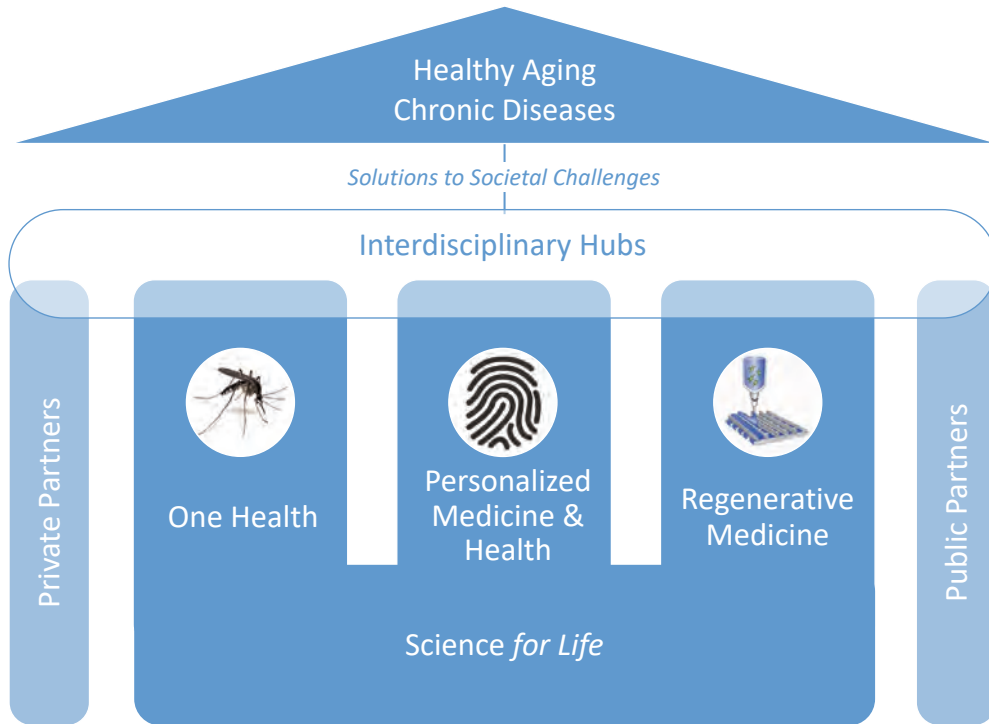 Healthy Aging
Chronic Diseases
Solutions to Societal Challenges
Interdisciplinary Hubs
Private Partners
One Health
Personalized
Medicine &
Health
Regenerative
Medicine
Public Partners
Science for Life